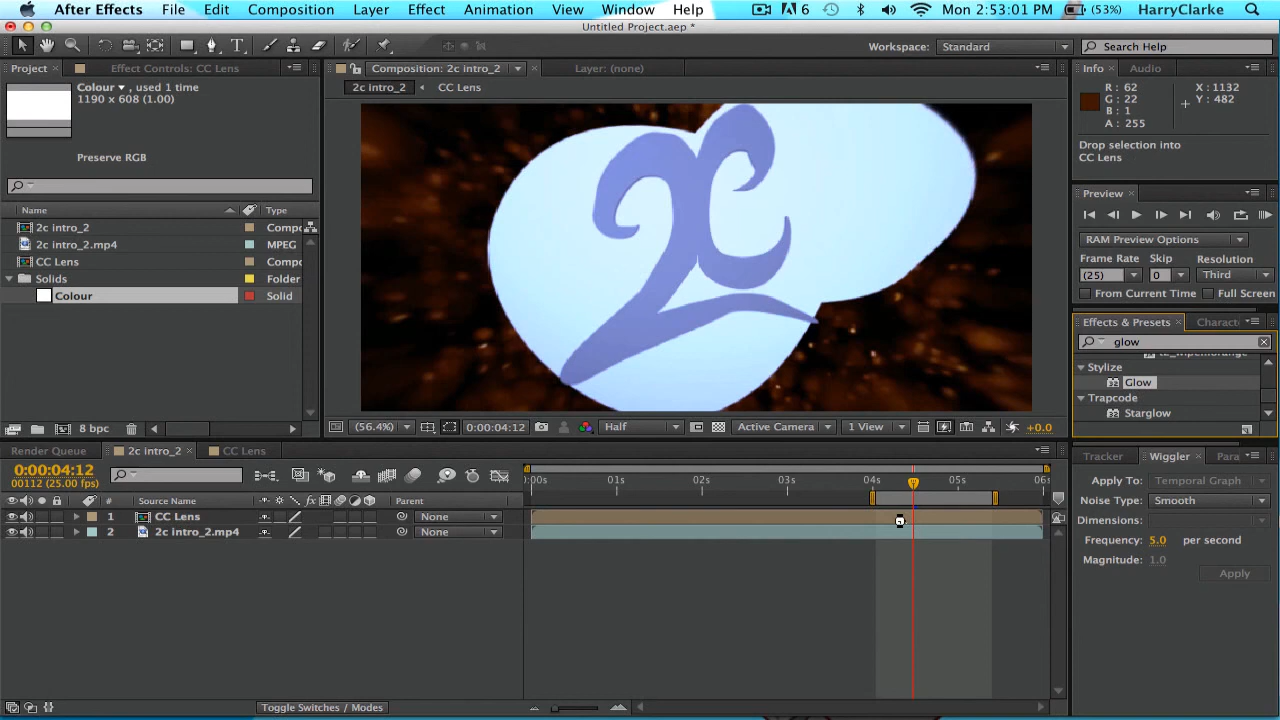 After Effects File Edit Composition Layer Effect Animation View Window Help 6 Mon 2:53:01 PM (53%) HarryClarke
Untitled Project.aep *
T Workspace: Standard Search Help
Project Effect Controls: CC Lens Composition: 2c intro_2 Layer: (none) Info Audio
Colour , used 1 time
1190 x 608 (1.00)
Preserve RGB
2c intro_2 CC Lens
R: 62
G: 22
B: 1
A: 255
X: 1132
Y: 482
Drop selection into
CC Lens
Name Type
2c intro_2 Compo
2c intro_2.mp4 MPEG
CC Lens Compo
Solids Folder
Colour Solid
8 bpc
2c
Preview
RAM Preview Options
Frame Rate Skip Resolution
(25) 0 Third
From Current Time Full Screen
Effects & Presets Charact
glow
Stylize
Glow
Trapcode
Starglow
(56.4%) 0:00:04:12 Half Active Camera 1 View +0.0
Render Queue 2c intro_2 CC Lens
0:00:04:12
00112 (25.00 fps)
:00s 01s 02s 03s 04s 05s 06s
# Source Name fx Parent
1 CC Lens None
2 2c intro_2.mp4 None
Toggle Switches / Modes
Tracker Wiggler Para
Apply To: Temporal Graph
Noise Type: Smooth
Dimensions:
Frequency: 5.0 per second
Magnitude: 1.0
Apply